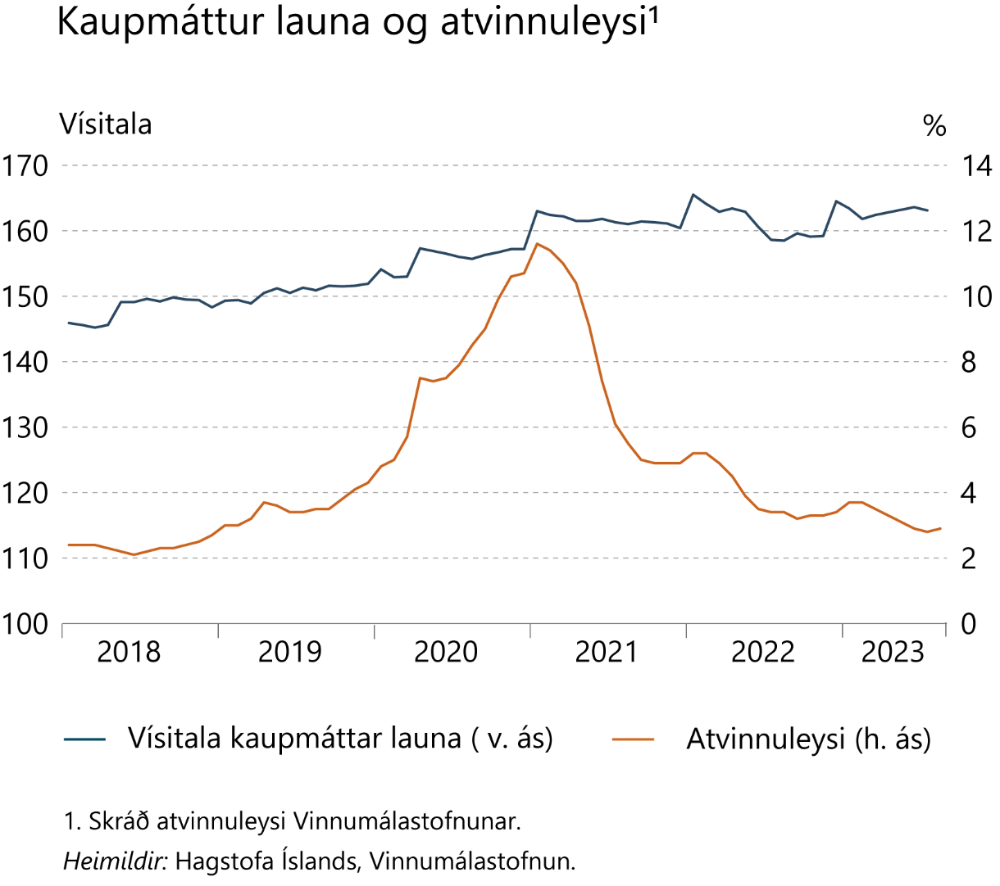 Kaupmáttur launa og atvinnuleysi¹
Vísitala %
170 14
160 12
150 10
140 8
130 6
120 4
110 2
100 0
2018 2019 2020 2021 2022 2023
Vísitala kaupmáttar launa ( v. ás) Atvinnuleysi (h. ás)
1. Skráð atvinnuleysi Vinnumálastofnunar.
Heimildir: Hagstofa Íslands, Vinnumálastofnun.